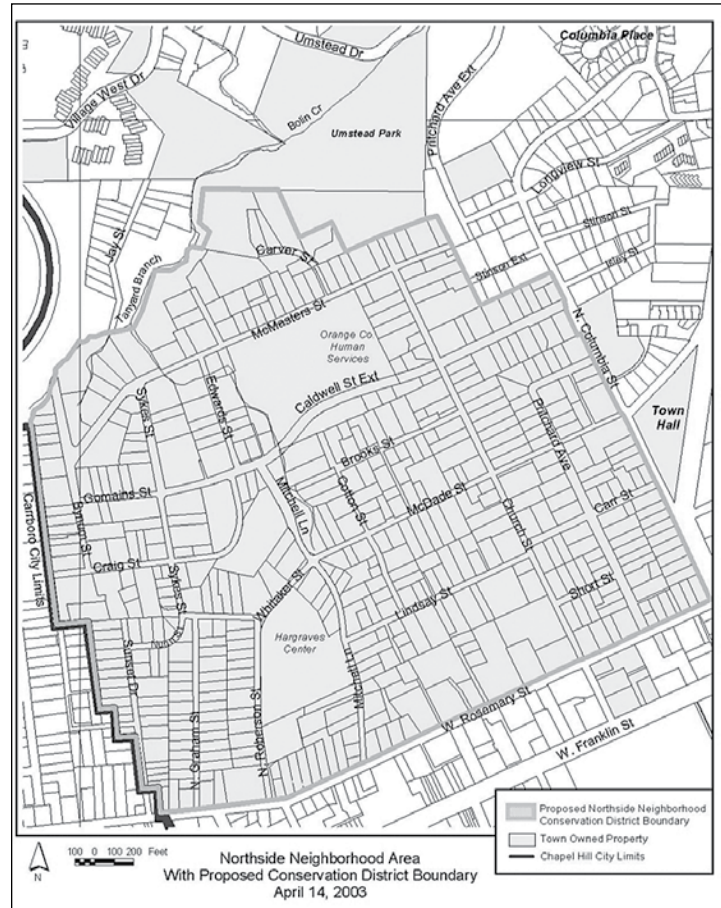 Columbia Place
Umstead Dr
Village West Dr
Bolin Cr
Umstead Park
Pritchard Ave Ext
Longview St
Jay St
Stinson St
Carver St
Tanyard Branch
Stinson Ext
McMasters St
N. Columbia St
Orange Co.
Human
Services
Caldwell St Ext
Edwards St
Sykes St
Town
Hall
Pritchard Ave
Brooks St
Cotton St
Mitchell Ln
McDade St
Gomains St
Bynum St
Church St
Carr St
Carrboro City Limits
Craig St
Sykes St
Whitaker St
Lindsay St
Short St
Hargraves
Center
Sunset Dr
Mitchell Ln
N. Graham St
N. Roberson St
W. Rosemary St
W. Franklin St
Proposed Northside Neighborhood
Conservation District Boundary
Town Owned Property
Chapel Hill City Limits
100 0 100 200 Feet
N
Northside Neighborhood Area
With Proposed Conservation District Boundary
April 14, 2003